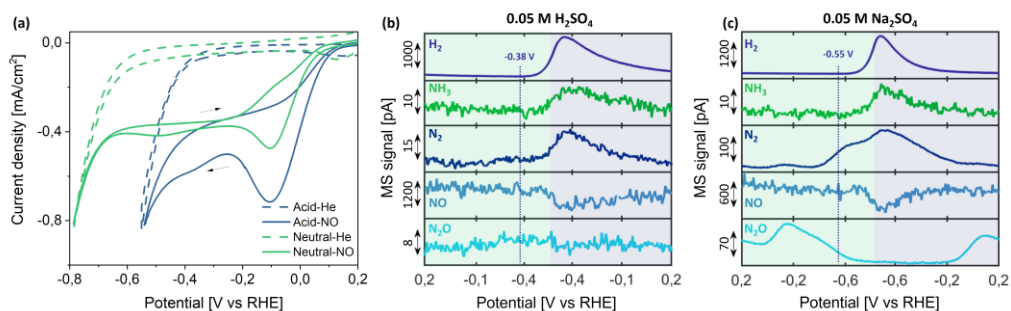 (a)
Current density [mA/cm²]
0,0
-0,4
-0,8
Acid-He
Acid-NO
Neutral-He
Neutral-NO
-0,8 -0,6 -0,4 -0,2 0,0 0,2
Potential [V vs RHE]
(b) 0.05 M H₂SO₄
MS signal [pA]
1000 H₂ -0.38 V
10 NH₃
15 N₂
1200 NO
8 N₂O
0,2 -0,1 -0,4 -0,4 -0,1 0,2
Potential [V vs RHE]
(c) 0.05 M Na₂SO₄
MS signal [pA]
1200 H₂ -0.55 V
10 NH₃
100 N₂
600 NO
70 N₂O
0,2 -0,2 -0,6 -0,6 -0,2 0,2
Potential [V vs RHE]